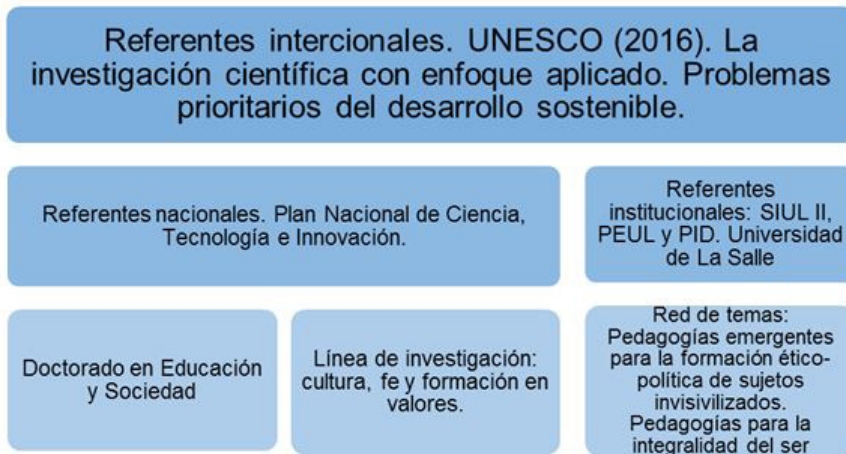 Referentes intercionales. UNESCO (2016). La
investigación científica con enfoque aplicado. Problemas
prioritarios del desarrollo sostenible.
Referentes nacionales. Plan Nacional de Ciencia,
Tecnología e Innovación.
Referentes
institucionales: SIUL II,
PEUL y PID. Universidad
de La Salle
Doctorado en Educación
y Sociedad
Línea de investigación:
cultura, fe y formación en
valores.
Red de temas:
Pedagogías emergentes
para la formación ético-
política de sujetos
invisivilizados.
Pedagogías para la
integralidad del ser